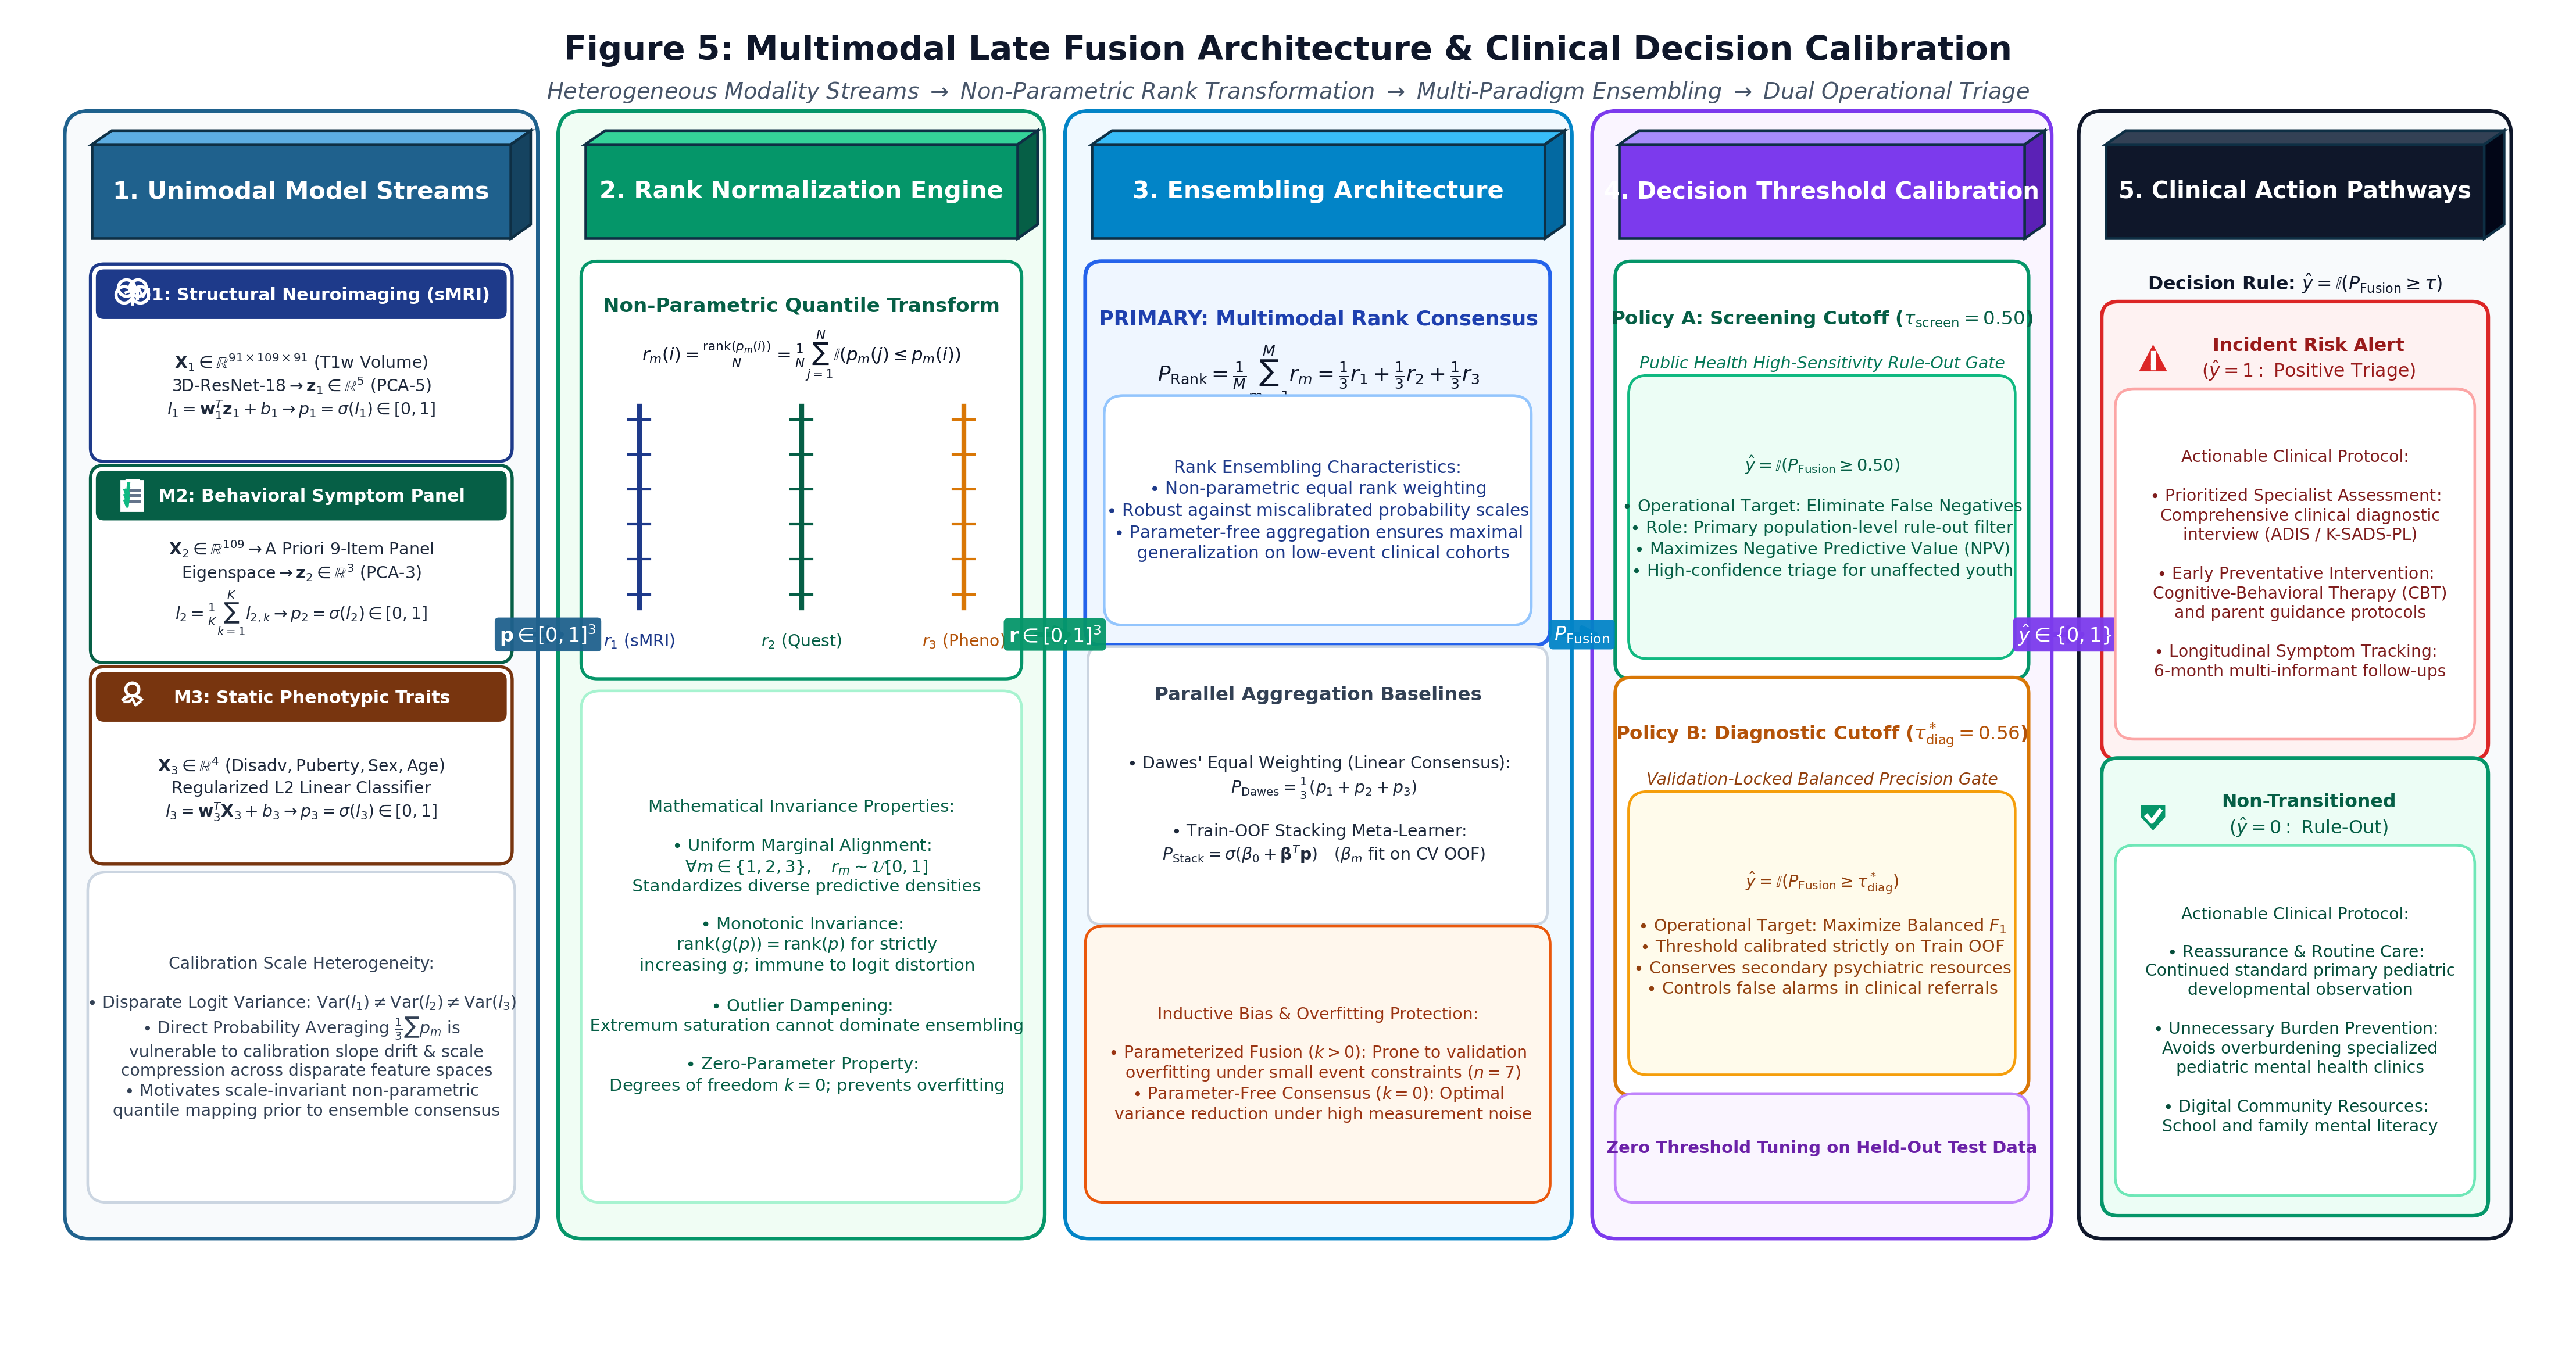 Figure 5: Multimodal Late Fusion Architecture & Clinical Decision Calibration
Heterogeneous Modality Streams → Non-Parametric Rank Transformation → Multi-Paradigm Ensembling → Dual Operational Triage
1. Unimodal Model Streams
M1: Structural Neuroimaging (sMRI)
X₁ ∈ ℝ^{91×109×91} (T1w Volume)
3D-ResNet-18 → z₁ ∈ ℝ⁵ (PCA-5)
l₁ = w₁ᵀz₁ + b₁ → p₁ = σ(l₁) ∈ [0, 1]
M2: Behavioral Symptom Panel
X₂ ∈ ℝ¹⁰⁹ → A Priori 9-Item Panel
Eigenspace → z₂ ∈ ℝ³ (PCA-3)
l₂ = 1/K ∑_{k=1}^{K} l_{2,k} → p₂ = σ(l₂) ∈ [0, 1]
M3: Static Phenotypic Traits
X₃ ∈ ℝ⁴ (Disadv, Puberty, Sex, Age)
Regularized L2 Linear Classifier
l₃ = w₃ᵀX₃ + b₃ → p₃ = σ(l₃) ∈ [0, 1]
Calibration Scale Heterogeneity:
• Disparate Logit Variance: Var(l₁) ≠ Var(l₂) ≠ Var(l₃)
• Direct Probability Averaging ⅓∑pₘ is
vulnerable to calibration slope drift & scale
compression across disparate feature spaces
• Motivates scale-invariant non-parametric
quantile mapping prior to ensemble consensus
p ∈ [0, 1]³
2. Rank Normalization Engine
Non-Parametric Quantile Transform
rₘ(i) = rank(pₘ(i))/N = 1/N ∑_{j=1}^{N} 𝕀(pₘ(j) ≤ pₘ(i))
r₁ (sMRI)
r₂ (Quest)
r₃ (Pheno)
Mathematical Invariance Properties:
• Uniform Marginal Alignment:
∀m ∈ {1, 2, 3}, rₘ ∼ 𝒰[0, 1]
Standardizes diverse predictive densities
• Monotonic Invariance:
rank(g(p)) = rank(p) for strictly
increasing g; immune to logit distortion
• Outlier Dampening:
Extremum saturation cannot dominate ensembling
• Zero-Parameter Property:
Degrees of freedom k = 0; prevents overfitting
r ∈ [0, 1]³
3. Ensembling Architecture
PRIMARY: Multimodal Rank Consensus
P_Rank = 1/M ∑_{m=1}^{M} rₘ = ⅓r₁ + ⅓r₂ + ⅓r₃
Rank Ensembling Characteristics:
• Non-parametric equal rank weighting
• Robust against miscalibrated probability scales
• Parameter-free aggregation ensures maximal
generalization on low-event clinical cohorts
Parallel Aggregation Baselines
• Dawes' Equal Weighting (Linear Consensus):
P_Dawes = ⅓(p₁ + p₂ + p₃)
• Train-OOF Stacking Meta-Learner:
P_Stack = σ(β₀ + βᵀp) (βₘ fit on CV OOF)
Inductive Bias & Overfitting Protection:
• Parameterized Fusion (k > 0): Prone to validation
overfitting under small event constraints (n = 7)
• Parameter-Free Consensus (k = 0): Optimal
variance reduction under high measurement noise
P_Fusion
4. Decision Threshold Calibration
Policy A: Screening Cutoff (τ_screen = 0.50)
Public Health High-Sensitivity Rule-Out Gate
ŷ = 𝕀(P_Fusion ≥ 0.50)
• Operational Target: Eliminate False Negatives
• Role: Primary population-level rule-out filter
• Maximizes Negative Predictive Value (NPV)
• High-confidence triage for unaffected youth
Policy B: Diagnostic Cutoff (τ*_diag = 0.56)
Validation-Locked Balanced Precision Gate
ŷ = 𝕀(P_Fusion ≥ τ*_diag)
• Operational Target: Maximize Balanced F₁
• Threshold calibrated strictly on Train OOF
• Conserves secondary psychiatric resources
• Controls false alarms in clinical referrals
Zero Threshold Tuning on Held-Out Test Data
ŷ ∈ {0, 1}
5. Clinical Action Pathways
Decision Rule: ŷ = 𝕀(P_Fusion ≥ τ)
Incident Risk Alert
(ŷ = 1 : Positive Triage)
Actionable Clinical Protocol:
• Prioritized Specialist Assessment:
Comprehensive clinical diagnostic
interview (ADIS / K-SADS-PL)
• Early Preventative Intervention:
Cognitive-Behavioral Therapy (CBT)
and parent guidance protocols
• Longitudinal Symptom Tracking:
6-month multi-informant follow-ups
Non-Transitioned
(ŷ = 0 : Rule-Out)
Actionable Clinical Protocol:
• Reassurance & Routine Care:
Continued standard primary pediatric
developmental observation
• Unnecessary Burden Prevention:
Avoids overburdening specialized
pediatric mental health clinics
• Digital Community Resources:
School and family mental literacy